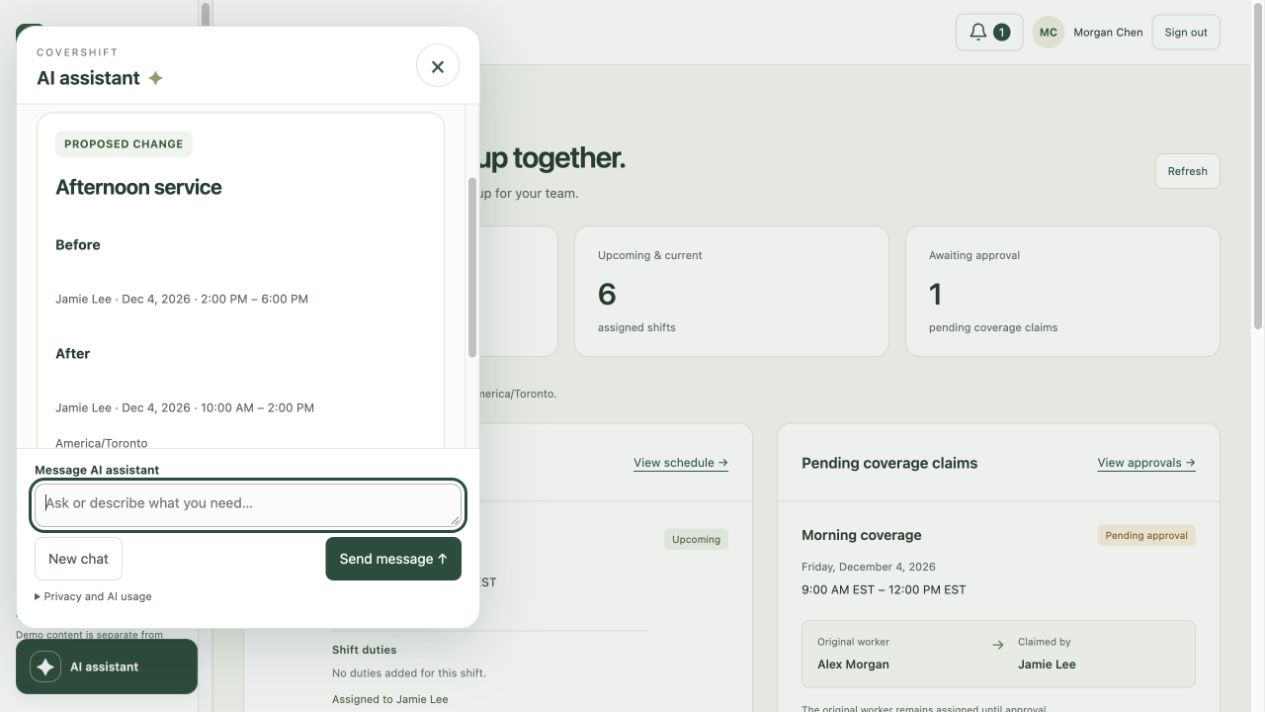 COVERSHIFT
AI assistant
PROPOSED CHANGE
Afternoon service
Before
Jamie Lee · Dec 4, 2026 · 2:00 PM – 6:00 PM
After
Jamie Lee · Dec 4, 2026 · 10:00 AM – 2:00 PM
America/Toronto
Message AI assistant
Ask or describe what you need...
New chat
Send message ↑
Privacy and AI usage
Demo content is separate from
AI assistant
1
MC
Morgan Chen
Sign out
up together.
up for your team.
Refresh
Upcoming & current
6
assigned shifts
Awaiting approval
1
pending coverage claims
merica/Toronto.
View schedule →
Upcoming
EST
Shift duties
No duties added for this shift.
Assigned to Jamie Lee
Pending coverage claims
View approvals →
Morning coverage
Pending approval
Friday, December 4, 2026
9:00 AM EST – 12:00 PM EST
Original worker
Alex Morgan
→
Claimed by
Jamie Lee
The original worker remains assigned until approval.